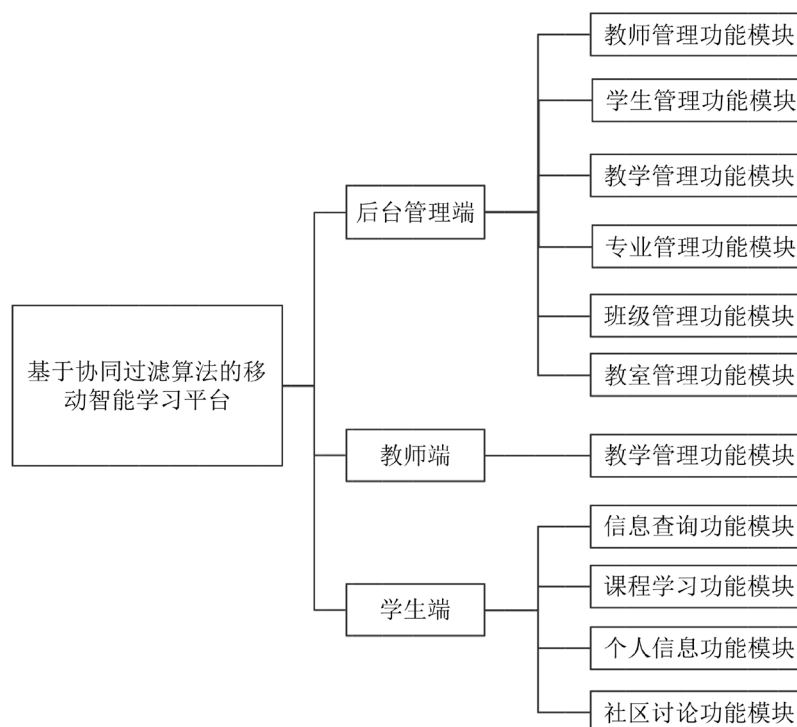 教师管理功能模块
学生管理功能模块
教学管理功能模块
后台管理端
专业管理功能模块
班级管理功能模块
基于协同过滤算法的移
动智能学习平台
教室管理功能模块
教师端
教学管理功能模块
信息查询功能模块
课程学习功能模块
学生端
个人信息功能模块
社区讨论功能模块